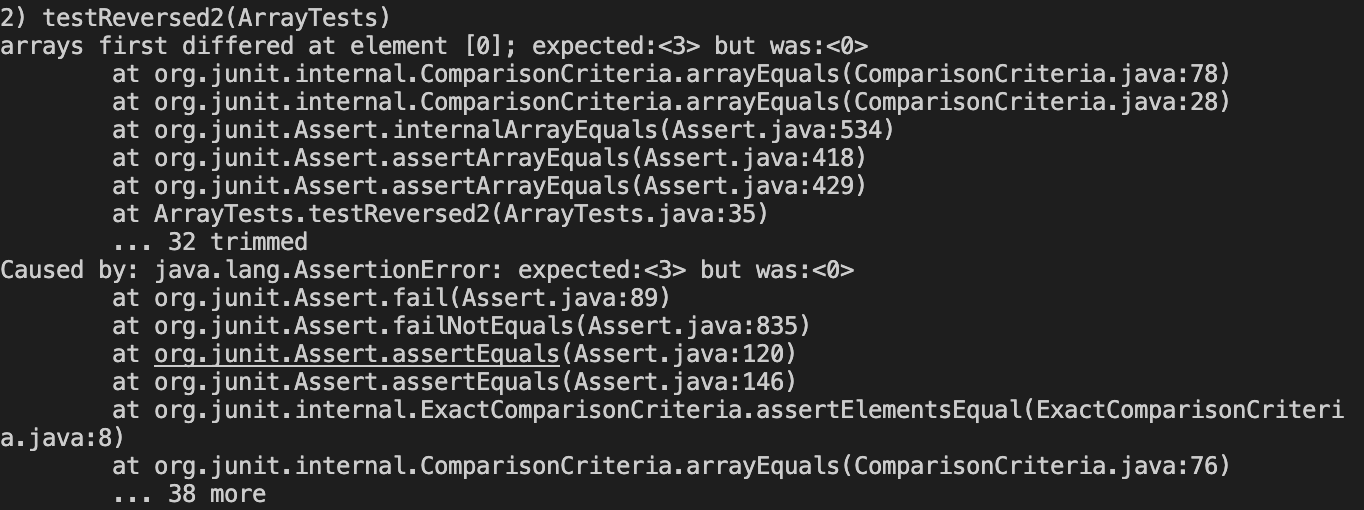 2) testReversed2(ArrayTests)
arrays first differed at element [0]; expected:<3> but was:<0>
        at org.junit.internal.ComparisonCriteria.arrayEquals(ComparisonCriteria.java:78)
        at org.junit.internal.ComparisonCriteria.arrayEquals(ComparisonCriteria.java:28)
        at org.junit.Assert.internalArrayEquals(Assert.java:534)
        at org.junit.Assert.assertArrayEquals(Assert.java:418)
        at org.junit.Assert.assertArrayEquals(Assert.java:429)
        at ArrayTests.testReversed2(ArrayTests.java:35)
        ... 32 trimmed
Caused by: java.lang.AssertionError: expected:<3> but was:<0>
        at org.junit.Assert.fail(Assert.java:89)
        at org.junit.Assert.failNotEquals(Assert.java:835)
        at org.junit.Assert.assertEquals(Assert.java:120)
        at org.junit.Assert.assertEquals(Assert.java:146)
        at org.junit.internal.ExactComparisonCriteria.assertElementsEqual(ExactComparisonCriteri
a.java:8)
        at org.junit.internal.ComparisonCriteria.arrayEquals(ComparisonCriteria.java:76)
        ... 38 more